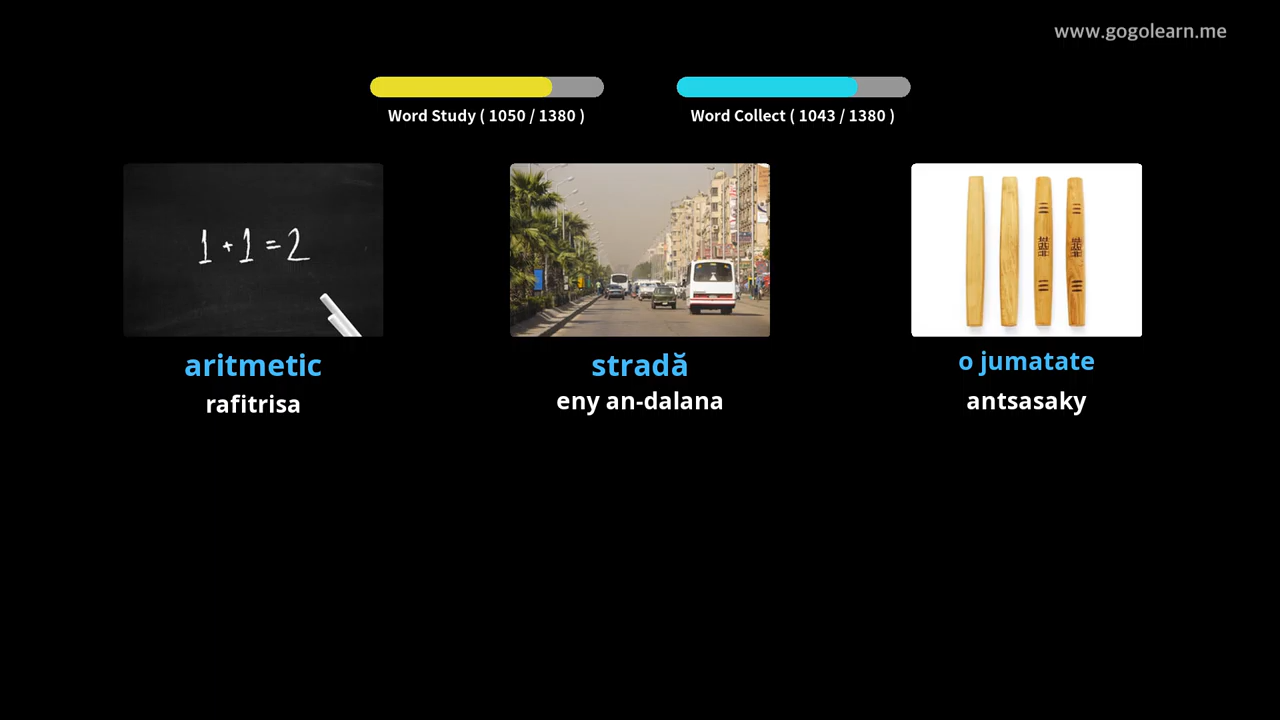 www.gogolearn.me
Word Study ( 1050 / 1380 )
Word Collect ( 1043 / 1380 )
1 + 1 = 2
aritmetic
rafitrisa
stradă
eny an-dalana
o jumatate
antsasaky